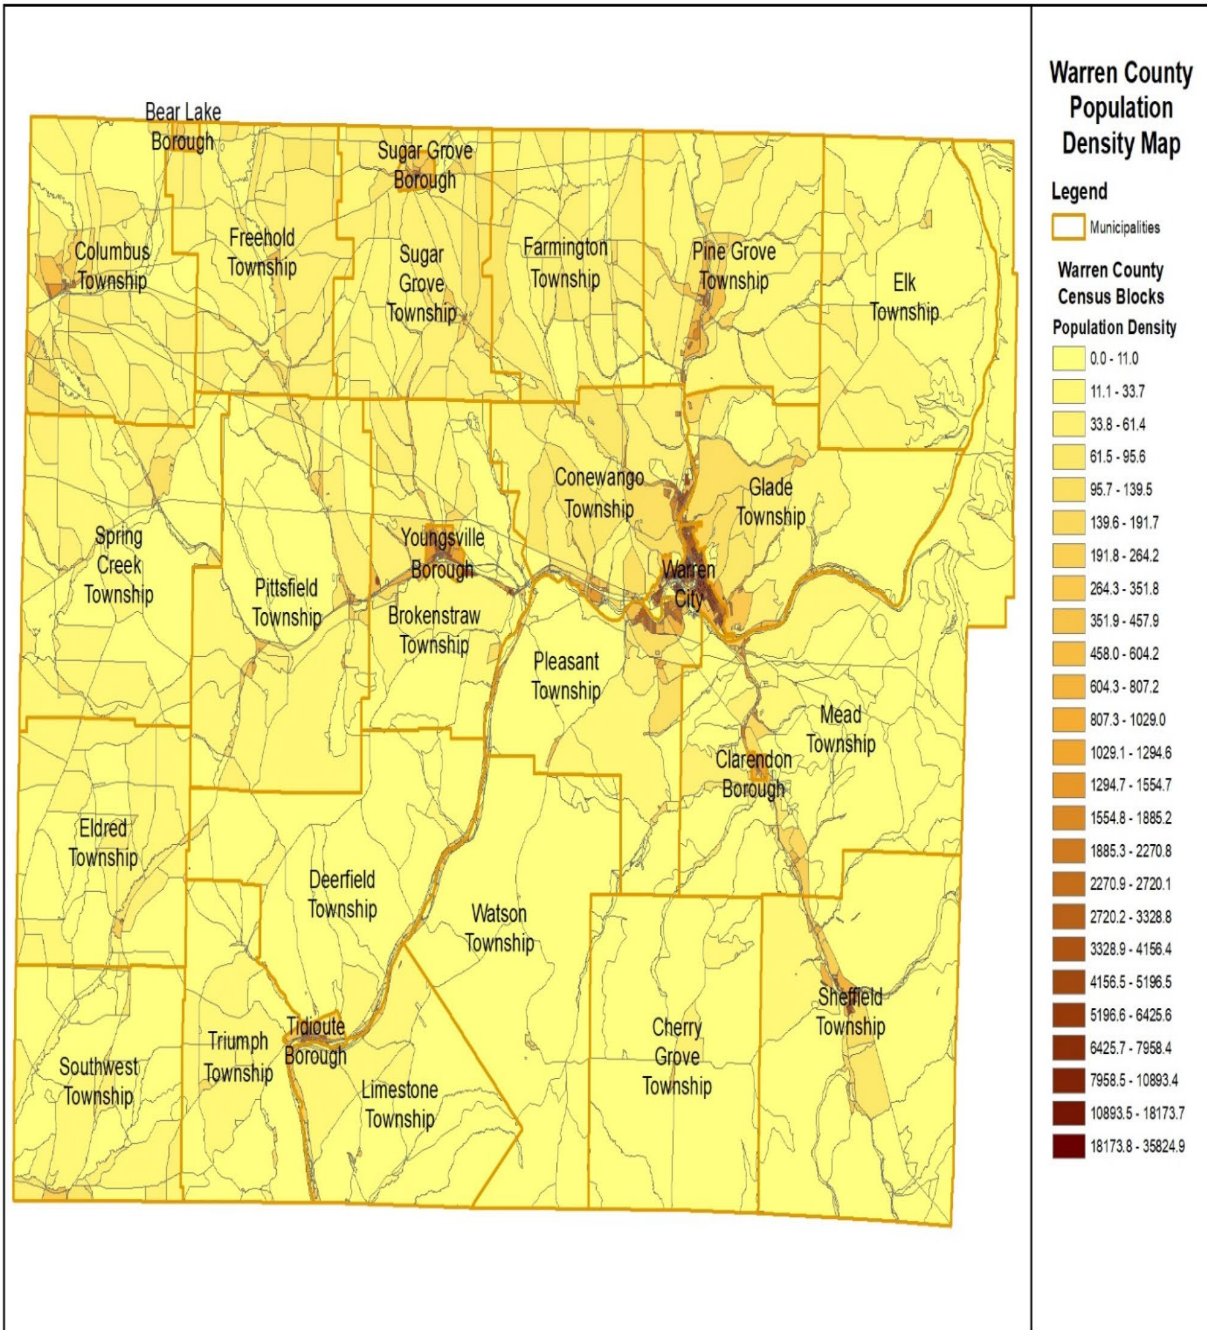 Bear Lake
Borough
Sugar Grove
Borough
Columbus
Township
Freehold
Township
Sugar
Grove
Township
Farmington
Township
Pine Grove
Township
Elk
Township
Spring
Creek
Township
Pittsfield
Township
Youngsville
Borough
Brokenstraw
Township
Conewango
Township
Glade
Township
Warren
City
Pleasant
Township
Mead
Township
Clarendon
Borough
Eldred
Township
Deerfield
Township
Watson
Township
Sheffield
Township
Cherry
Grove
Township
Southwest
Township
Triumph
Township
Tidioute
Borough
Limestone
Township
Warren County
Population
Density Map
Legend
Municipalities
Warren County
Census Blocks
Population Density
0.0 - 11.0
11.1 - 33.7
33.8 - 61.4
61.5 - 95.6
95.7 - 139.5
139.6 - 191.7
191.8 - 264.2
264.3 - 351.8
351.9 - 457.9
458.0 - 604.2
604.3 - 807.2
807.3 - 1029.0
1029.1 - 1294.6
1294.7 - 1554.7
1554.8 - 1885.2
1885.3 - 2270.8
2270.9 - 2720.1
2720.2 - 3328.8
3328.9 - 4156.4
4156.5 - 5196.5
5196.6 - 6425.6
6425.7 - 7958.4
7958.5 - 10893.4
10893.5 - 18173.7
18173.8 - 35824.9